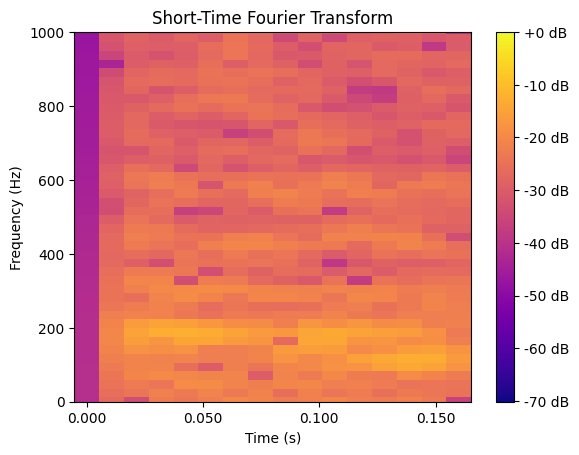 Short-Time Fourier Transform
1000
800
600
400
200
0
Frequency (Hz)
0.000
0.050
0.100
0.150
Time (s)
+0 dB
-10 dB
-20 dB
-30 dB
-40 dB
-50 dB
-60 dB
-70 dB